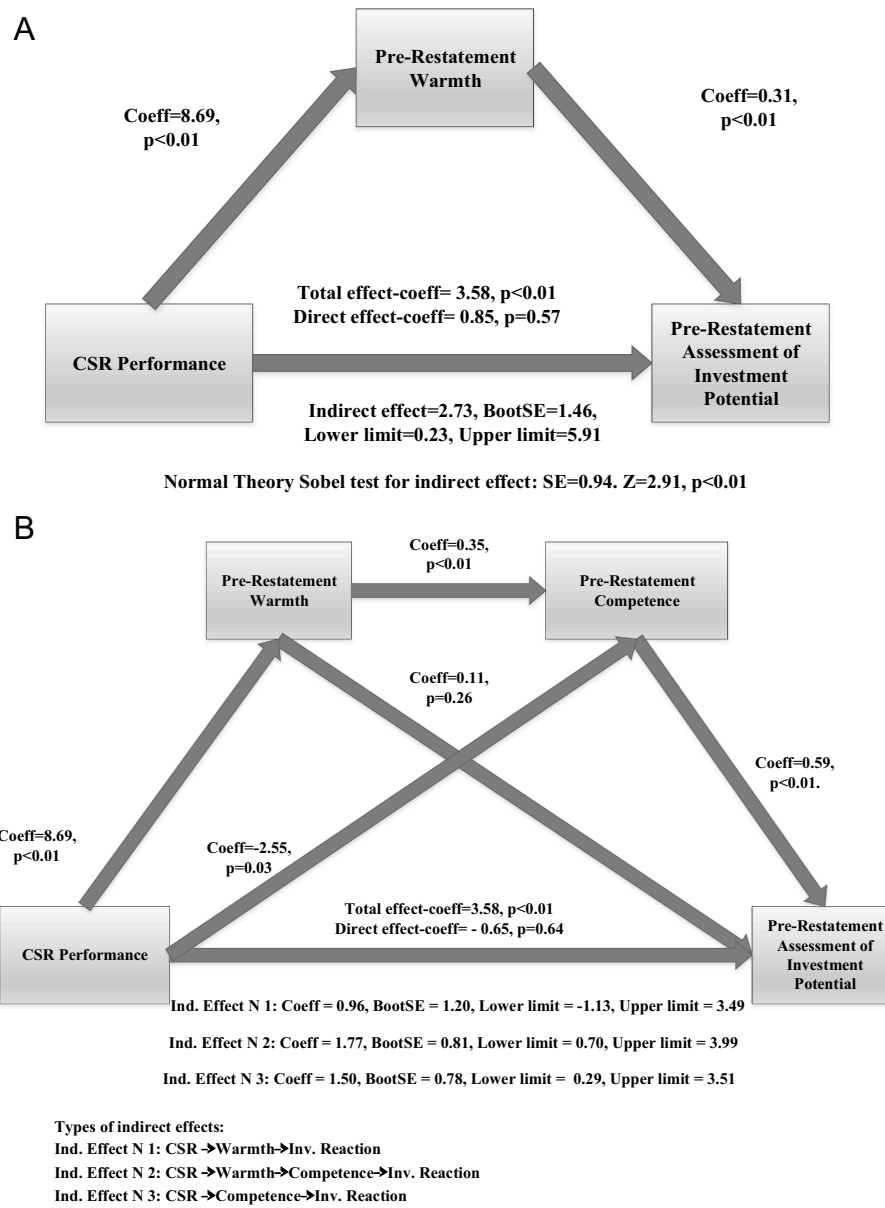 A
Pre-Restatement
Warmth
Coeff=8.69,
p<0.01
Coeff=0.31,
p<0.01
Total effect-coeff= 3.58, p<0.01
Direct effect-coeff= 0.85, p=0.57
CSR Performance
Pre-Restatement
Assessment of
Investment
Potential
Indirect effect=2.73, BootSE=1.46,
Lower limit=0.23, Upper limit=5.91
Normal Theory Sobel test for indirect effect: SE=0.94. Z=2.91, p<0.01
B
Coeff=0.35,
p<0.01
Pre-Restatement
Warmth
Pre-Restatement
Competence
Coeff=0.11,
p=0.26
Coeff=0.59,
p<0.01.
Coeff=8.69,
p<0.01
Coeff=-2.55,
p=0.03
Total effect-coeff=3.58, p<0.01
Direct effect-coeff= - 0.65, p=0.64
CSR Performance
Pre-Restatement
Assessment of
Investment
Potential
Ind. Effect N 1: Coeff = 0.96, BootSE = 1.20, Lower limit = -1.13, Upper limit = 3.49
Ind. Effect N 2: Coeff = 1.77, BootSE = 0.81, Lower limit = 0.70, Upper limit = 3.99
Ind. Effect N 3: Coeff = 1.50, BootSE = 0.78, Lower limit =  0.29, Upper limit = 3.51
Types of indirect effects:
Ind. Effect N 1: CSR →Warmth→Inv. Reaction
Ind. Effect N 2: CSR →Warmth→Competence→Inv. Reaction
Ind. Effect N 3: CSR →Competence→Inv. Reaction